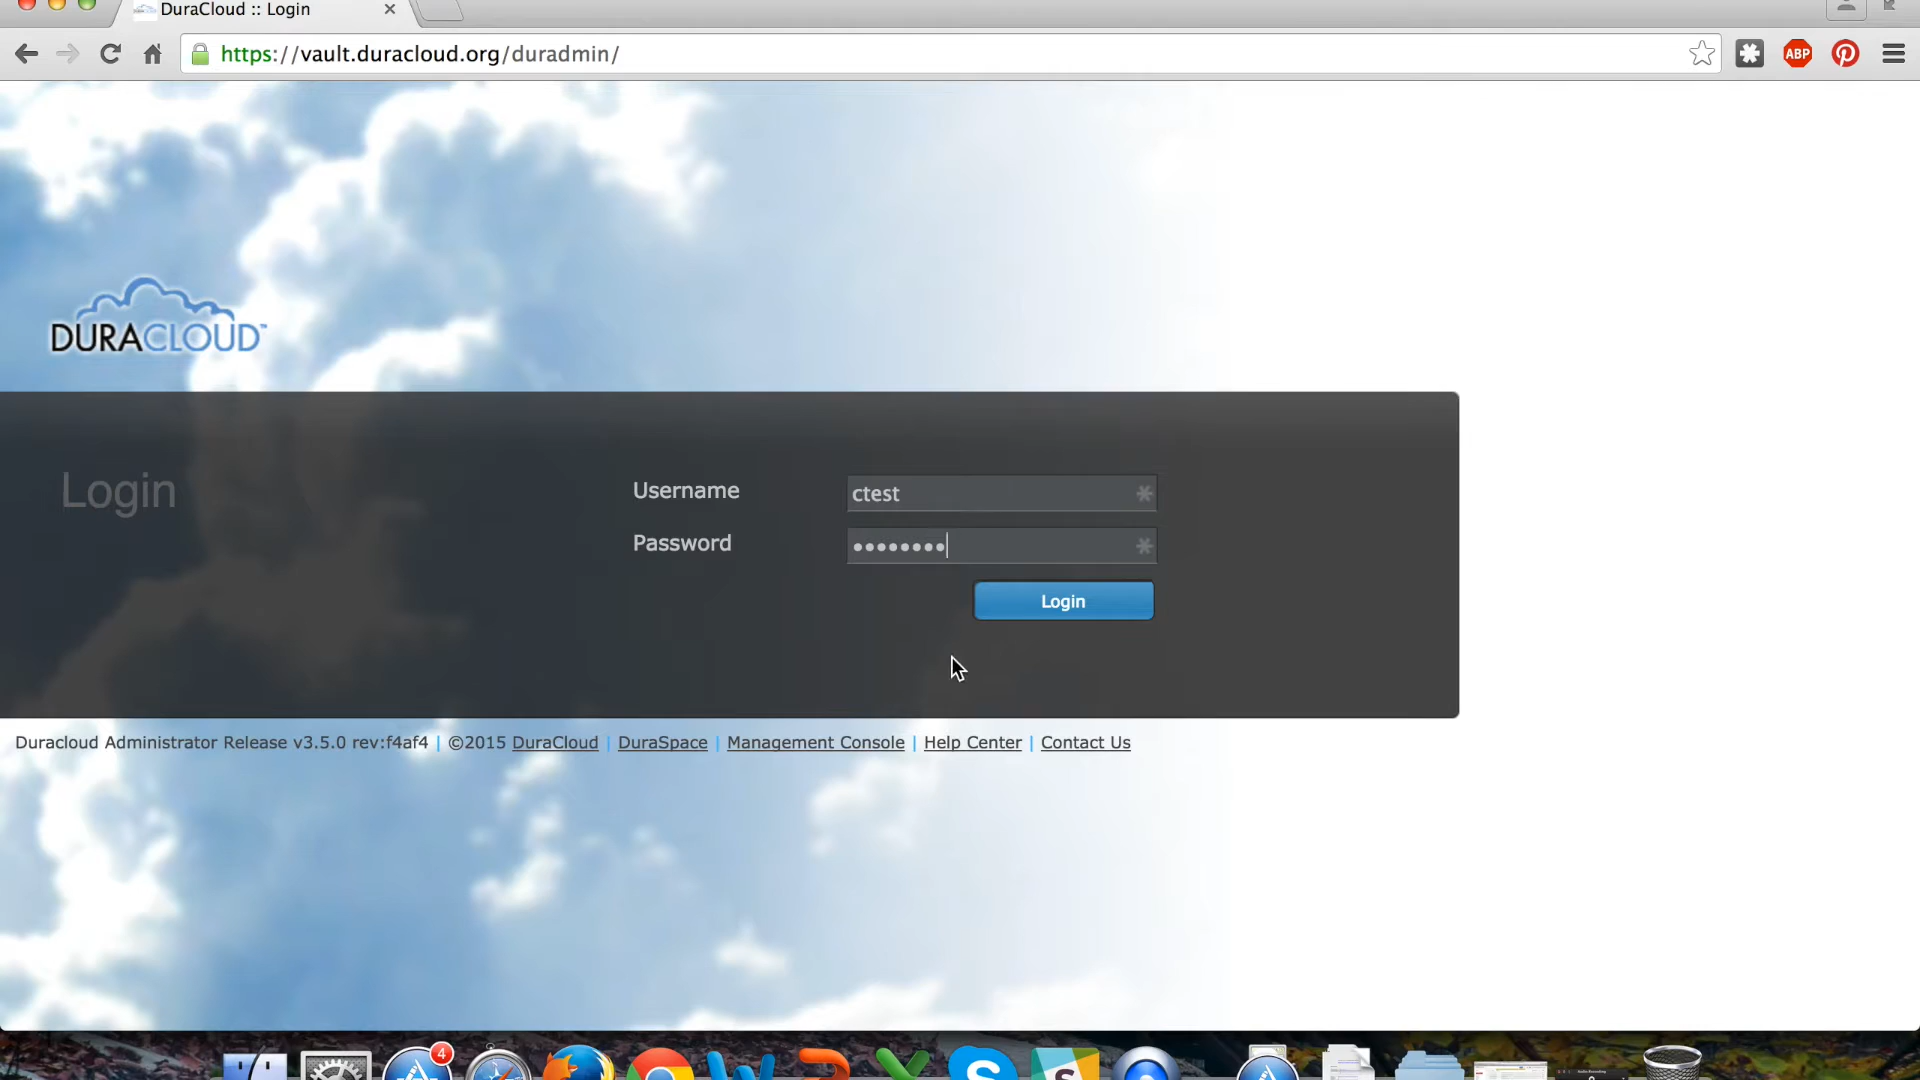 DuraCloud :: Login
https://vault.duracloud.org/duradmin/
ABP
DURACLOUD™
Login
Username
ctest
Password
••••••••
Login
Duracloud Administrator Release v3.5.0 rev:f4af4 | ©2015 DuraCloud | DuraSpace | Management Console | Help Center | Contact Us
4